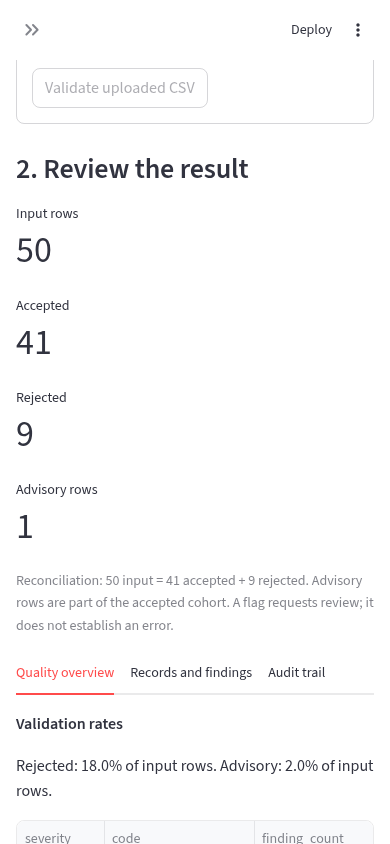 Deploy
Validate uploaded CSV
2. Review the result
Input rows
50
Accepted
41
Rejected
9
Advisory rows
1
Reconciliation: 50 input = 41 accepted + 9 rejected. Advisory
rows are part of the accepted cohort. A flag requests review; it
does not establish an error.
Quality overview Records and findings Audit trail
Validation rates
Rejected: 18.0% of input rows. Advisory: 2.0% of input
rows.
severity code finding_count